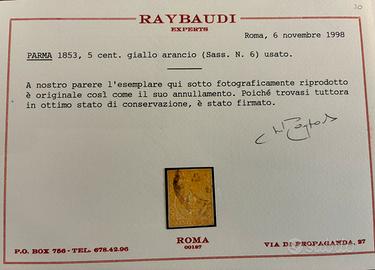 RAYBAUDI
EXPERTS
Roma, 6 novembre 1998
PARMA 1853, 5 cent. giallo arancio (Sass. N. 6) usato.
A nostro parere l'esemplare qui sotto fotograficamente riprodotto
è originale così come il suo annullamento. Poiché trovasi tuttora
in ottimo stato di conservazione, è stato firmato.
ROMA
00187
P.O. BOX 756 - TEL. 678.42.96
VIA DI PROPAGANDA, 27